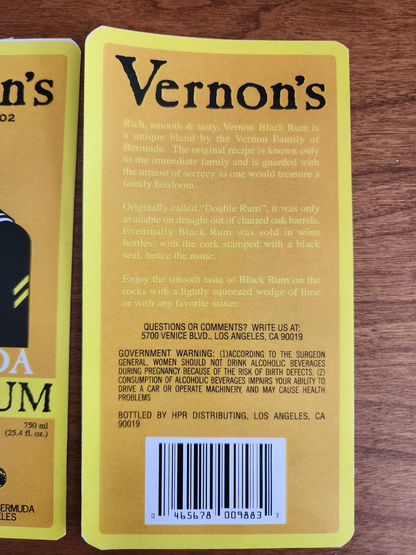 n's
02
DA
UM
750 ml
(25.4 fl. oz.)
ERMUDA
ELES
Vernon's
Rich, smooth & tasty, Vernon Black Rum is
a unique blend by the Vernon Family of
Bermuda. The original recipe is known only
to the immediate family and is guarded with
the utmost of secrecy as one would treasure a
family heirloom.
Originally called "Double Rum", it was only
available on draught out of charred oak barrels.
Eventually Black Rum was sold in wine
bottles, with the cork stamped with a black
seal, hence the name.
Enjoy the smooth taste of Black Rum on the
rocks with a lightly squeezed wedge of lime
or with any favorite mixer.
QUESTIONS OR COMMENTS? WRITE US AT:
5700 VENICE BLVD., LOS ANGELES, CA 90019
GOVERNMENT WARNING: (1)ACCORDING TO THE SURGEON
GENERAL, WOMEN SHOULD NOT DRINK ALCOHOLIC BEVERAGES
DURING PREGNANCY BECAUSE OF THE RISK OF BIRTH DEFECTS. (2)
CONSUMPTION OF ALCOHOLIC BEVERAGES IMPAIRS YOUR ABILITY TO
DRIVE A CAR OR OPERATE MACHINERY, AND MAY CAUSE HEALTH
PROBLEMS
BOTTLED BY HPR DISTRIBUTING, LOS ANGELES, CA
90019
0 465678 009883 3